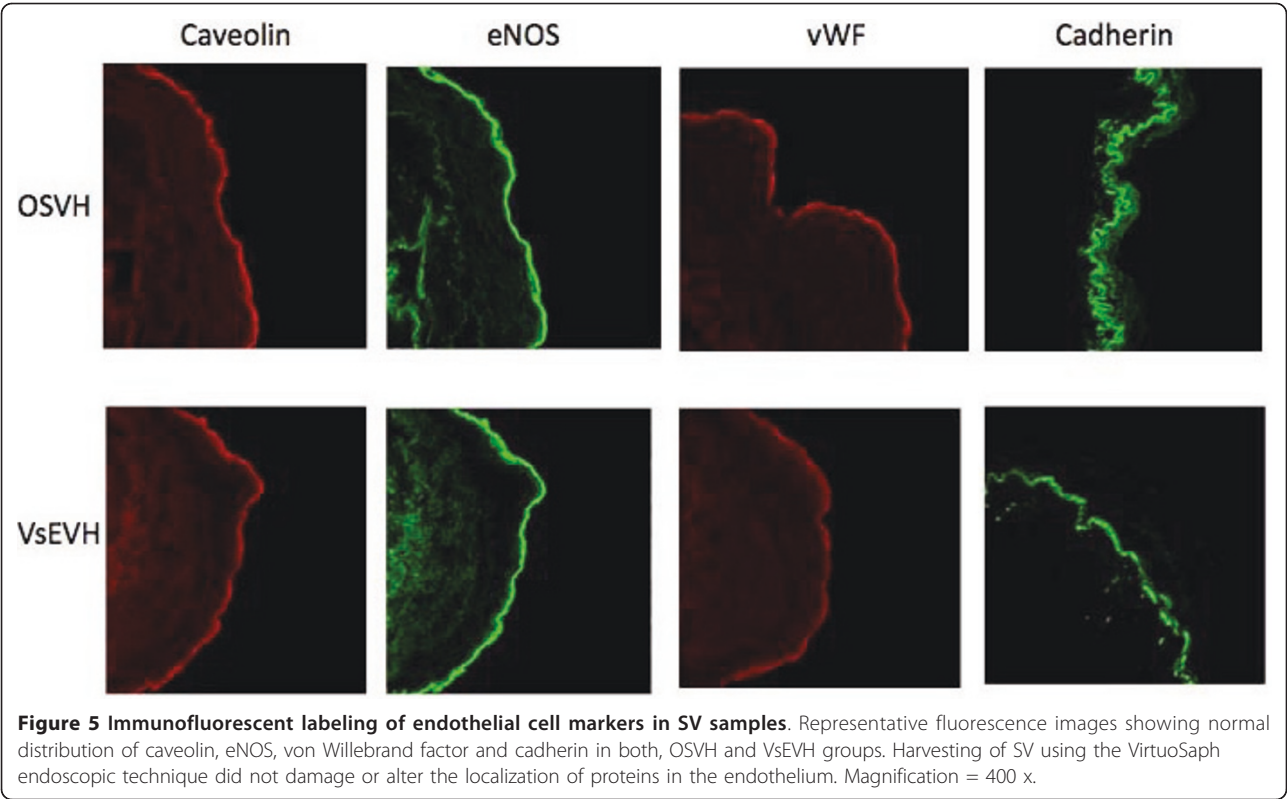 Caveolin eNOS vWF Cadherin
OSVH
VsEVH
Figure 5 Immunofluorescent labeling of endothelial cell markers in SV samples. Representative fluorescence images showing normal
distribution of caveolin, eNOS, von Willebrand factor and cadherin in both, OSVH and VsEVH groups. Harvesting of SV using the VirtuoSaph
endoscopic technique did not damage or alter the localization of proteins in the endothelium. Magnification = 400 x.